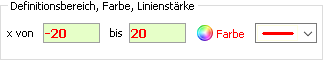 Definitionsbereich, Farbe, Linienstärke
x von -20 bis 20 Farbe